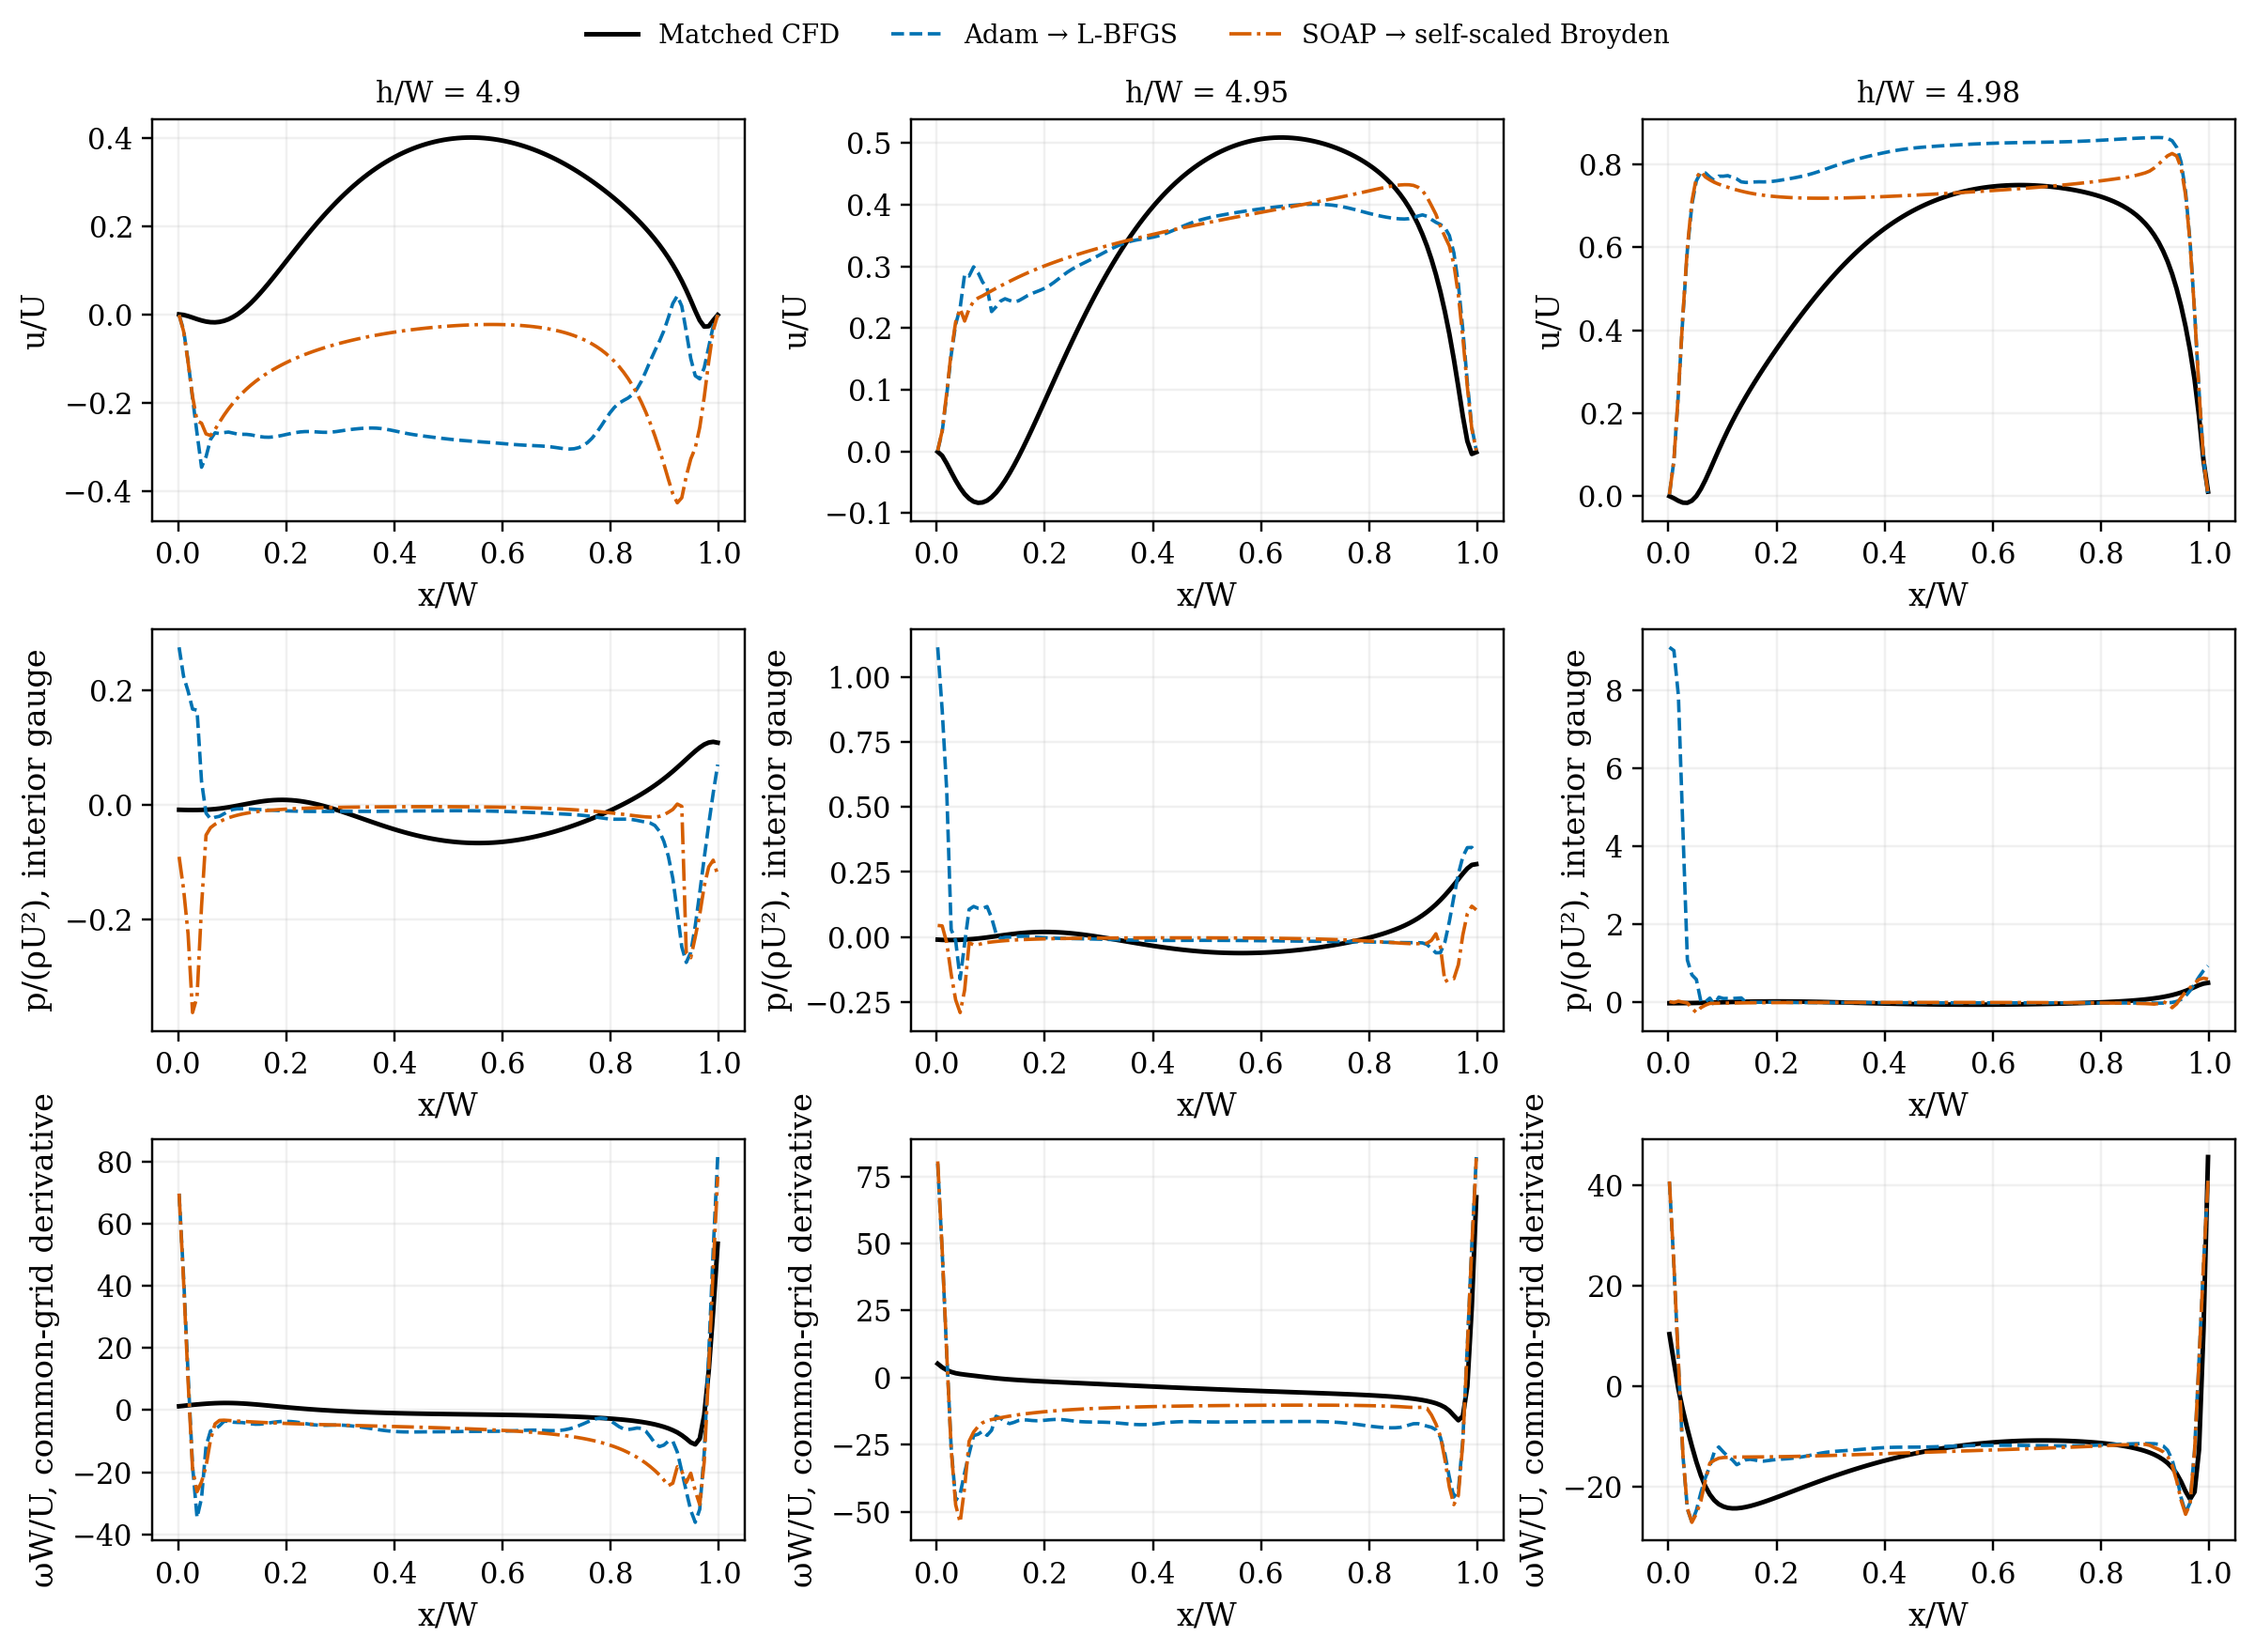 Matched CFD
Adam → L-BFGS
SOAP → self-scaled Broyden
h/W = 4.9
h/W = 4.95
h/W = 4.98
u/U
0.4
0.2
0.0
−0.2
−0.4
0.0 0.2 0.4 0.6 0.8 1.0
x/W
u/U
0.5
0.4
0.3
0.2
0.1
0.0
−0.1
0.0 0.2 0.4 0.6 0.8 1.0
x/W
u/U
0.8
0.6
0.4
0.2
0.0
0.0 0.2 0.4 0.6 0.8 1.0
x/W
p/(ρU²), interior gauge
0.2
0.0
−0.2
0.0 0.2 0.4 0.6 0.8 1.0
x/W
p/(ρU²), interior gauge
1.00
0.75
0.50
0.25
0.00
−0.25
0.0 0.2 0.4 0.6 0.8 1.0
x/W
p/(ρU²), interior gauge
8
6
4
2
0
0.0 0.2 0.4 0.6 0.8 1.0
x/W
ωW/U, common-grid derivative
80
60
40
20
0
−20
−40
0.0 0.2 0.4 0.6 0.8 1.0
x/W
ωW/U, common-grid derivative
75
50
25
0
−25
−50
0.0 0.2 0.4 0.6 0.8 1.0
x/W
ωW/U, common-grid derivative
40
20
0
−20
0.0 0.2 0.4 0.6 0.8 1.0
x/W